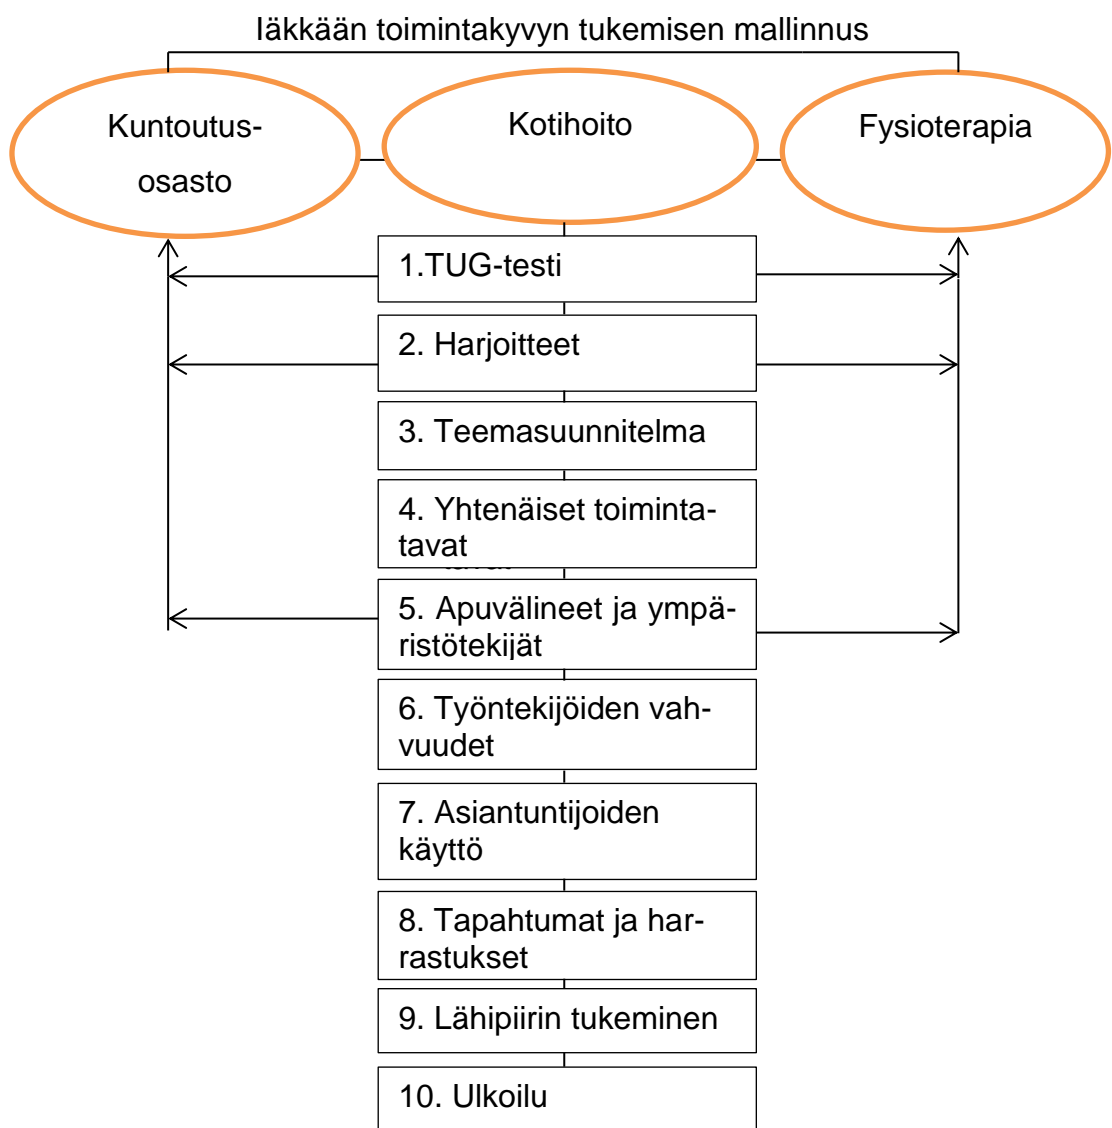 Iäkkään toimintakyvyn tukemisen mallinnus
Kuntoutus-
osasto
Kotihoito
Fysioterapia
1.TUG-testi
2. Harjoitteet
3. Teemasuunnitelma
4. Yhtenäiset toiminta-
tavat
5. Apuvälineet ja ympä-
ristötekijät
6. Työntekijöiden vah-
vuudet
7. Asiantuntijoiden
käyttö
8. Tapahtumat ja har-
rastukset
9. Lähipiirin tukeminen
10. Ulkoilu